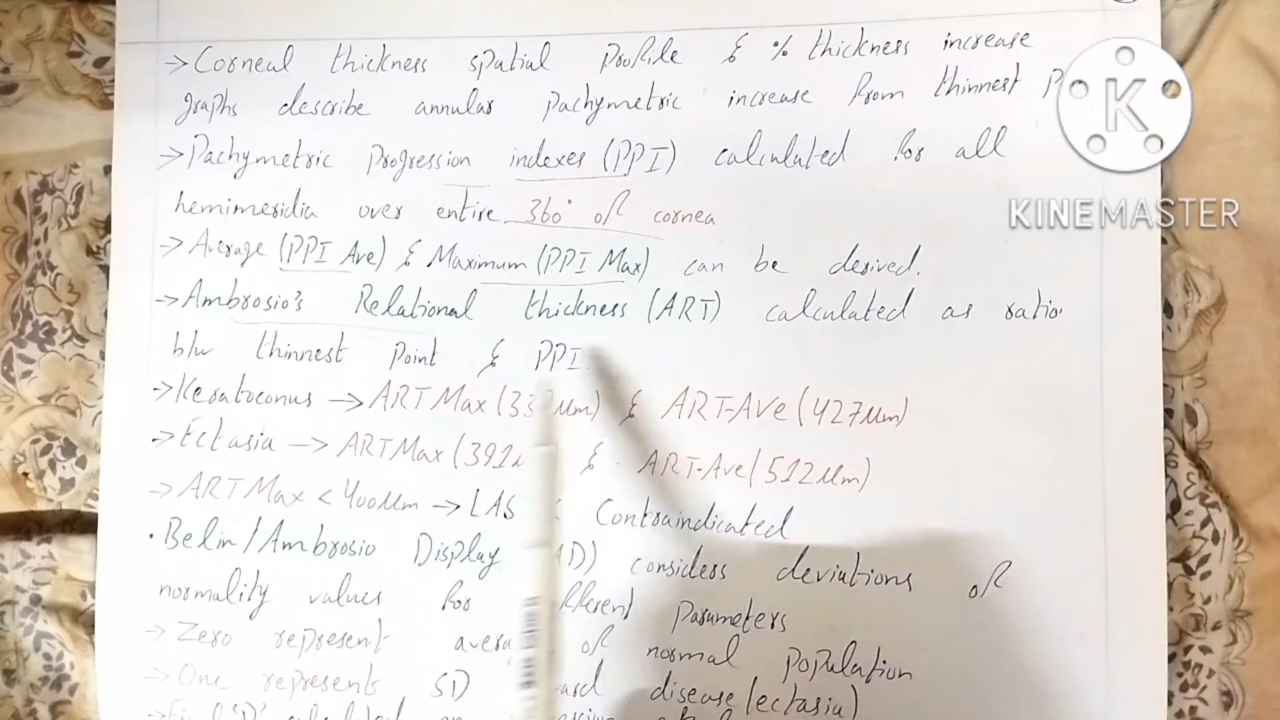 →Corneal thickness spatial profile & % thickness increase
graphs describe annular pachymetric increase from thinnest
→Pachymetric Progression indexes (PPI) calculated for all
hemimeridia over entire 360° of cornea
→Average (PPI Ave) & Maximum (PPI Max) can be derived.
→Ambrosio's Relational thickness (ART) calculated as ratio
b/w thinnest Point & PPI.
→Keratoconus →ARTMax( & ART-Ave(427μm)
→Ectasia → ARTMax(391 & ART-Ave(512μm)
→ARTMax < 400μm → Contraindicated
•Belin/Ambrosio Display considers deviations of
normality values for parameters
→Zero represent of normal population
→One represents SD disease/ectasia)
K
KINEMASTER